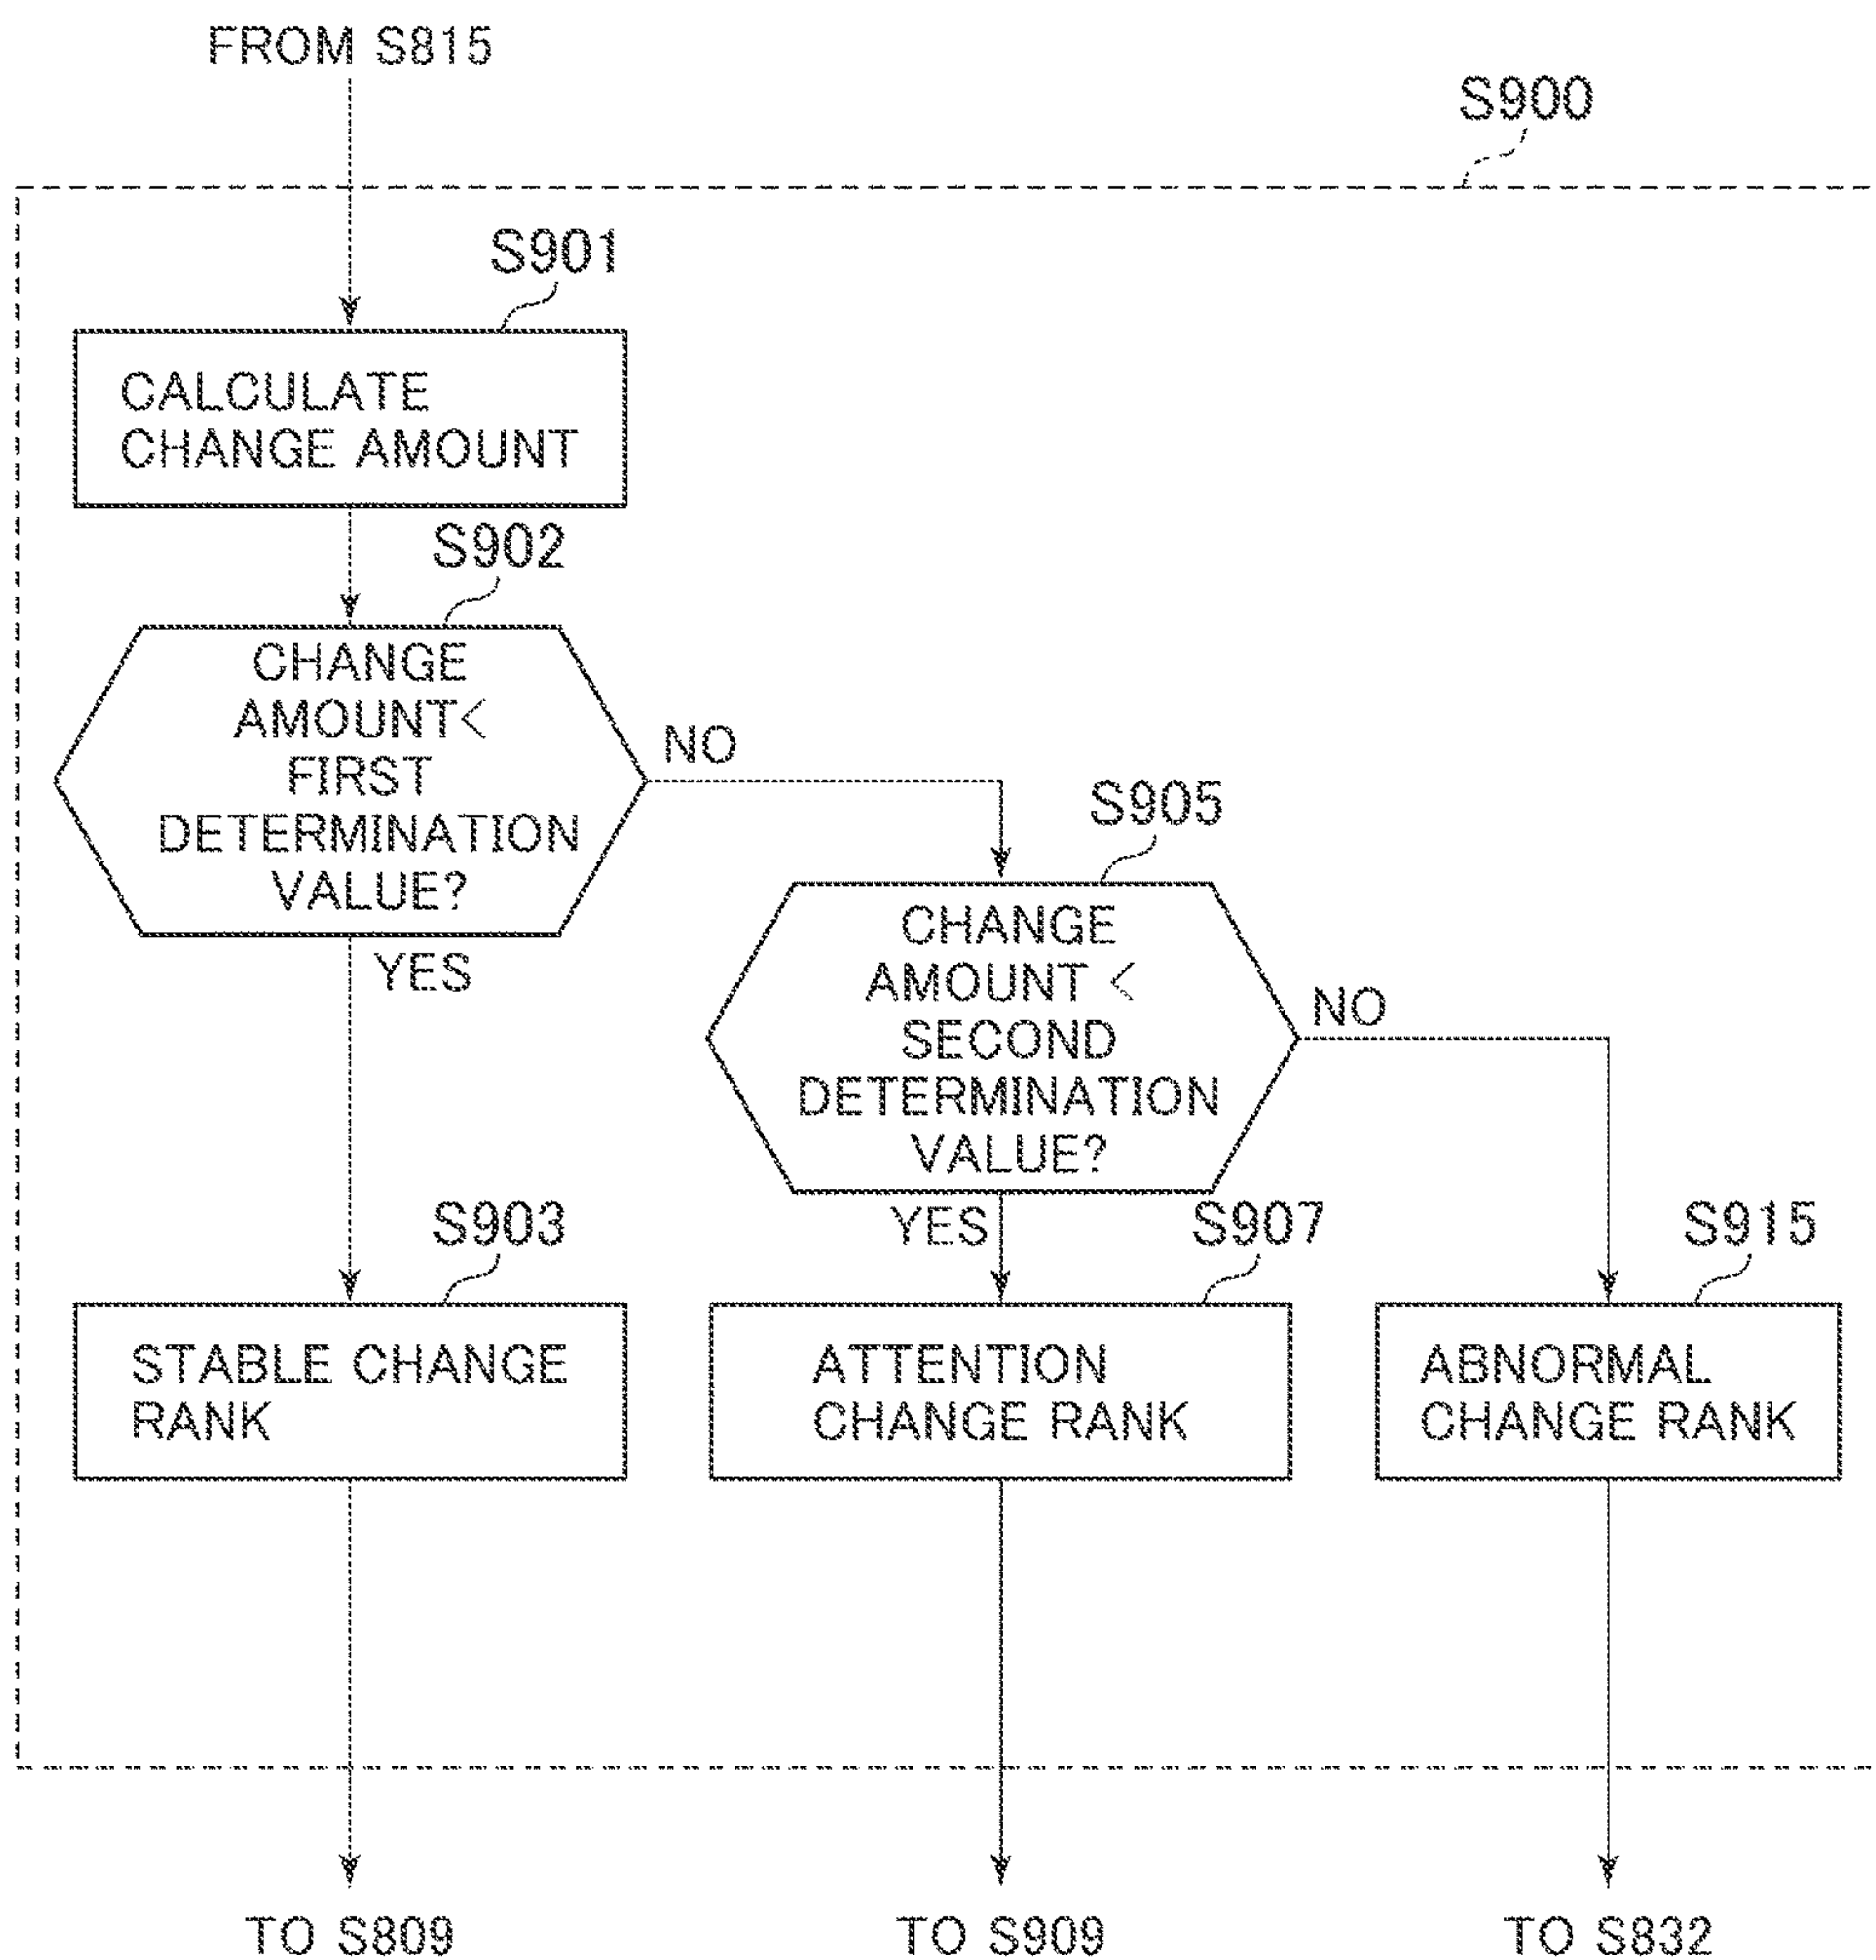 FROM S815
S900
S901
CALCULATE
CHANGE AMOUNT
S902
CHANGE
AMOUNT<
FIRST
DETERMINATION
VALUE?
NO
YES
S905
CHANGE
AMOUNT <
SECOND
DETERMINATION
VALUE?
NO
YES
S903
STABLE CHANGE
RANK
S907
ATTENTION
CHANGE RANK
S915
ABNORMAL
CHANGE RANK
TO S809
TO S909
TO S832